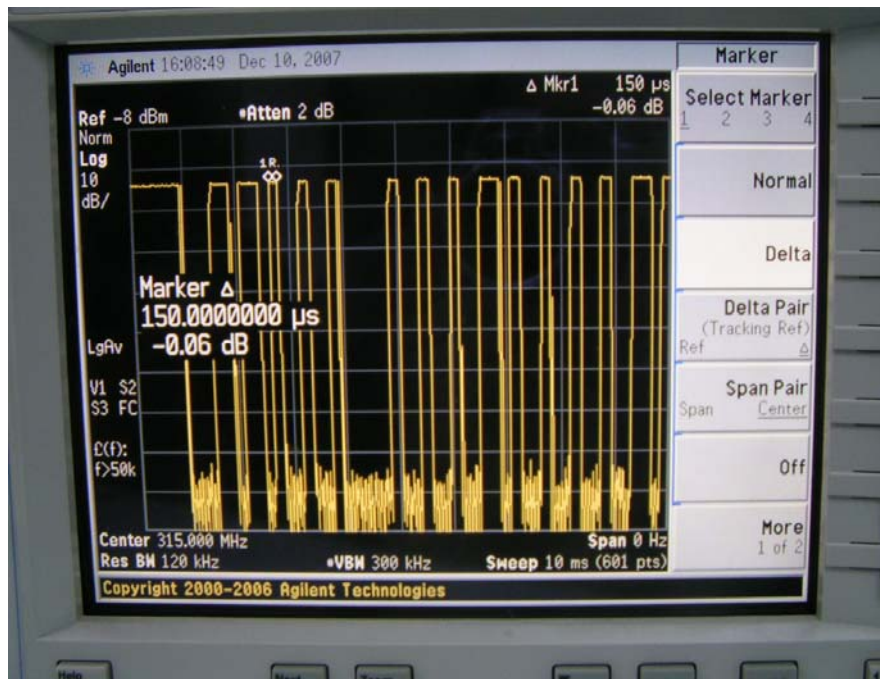 Agilent 16:08:49 Dec 10, 2007
Marker
Δ Mkr1 150 µs
Ref -8 dBm *Atten 2 dB -0.06 dB
Norm
Log
10
dB/
1R
Marker Δ
150.0000000 µs
-0.06 dB
LgAv
V1 S2
S3 FC
£(f):
f>50k
Center 315.000 MHz Span 0 Hz
Res BW 120 kHz *VBW 300 kHz Sweep 10 ms (601 pts)
Copyright 2000-2006 Agilent Technologies
Select Marker
1 2 3 4
Normal
Delta
Delta Pair
(Tracking Ref)
Ref Δ
Span Pair
Span Center
Off
More
1 of 2
Help